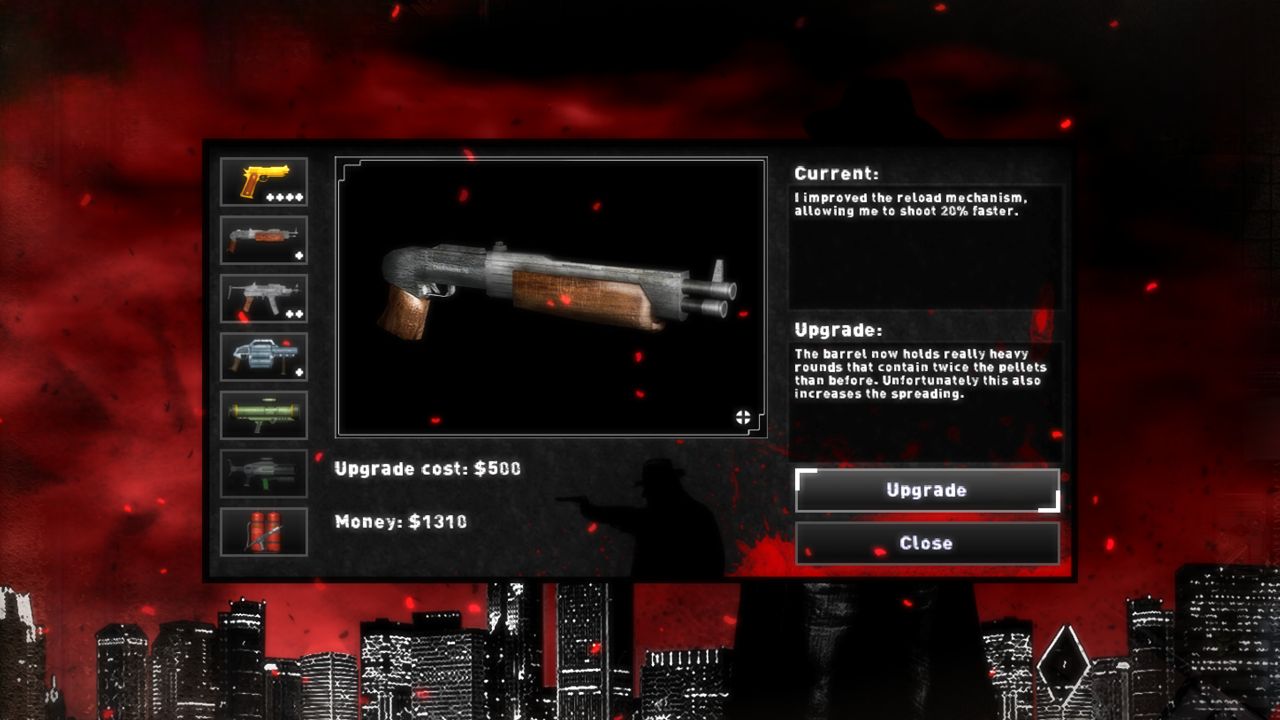 Current:
I improved the reload mechanism,
allowing me to shoot 20% faster.
Upgrade:
The barrel now holds really heavy
rounds that contain twice the pellets
than before. Unfortunately this also
increases the spreading.
Upgrade cost: $500
Money: $1310
Upgrade
Close